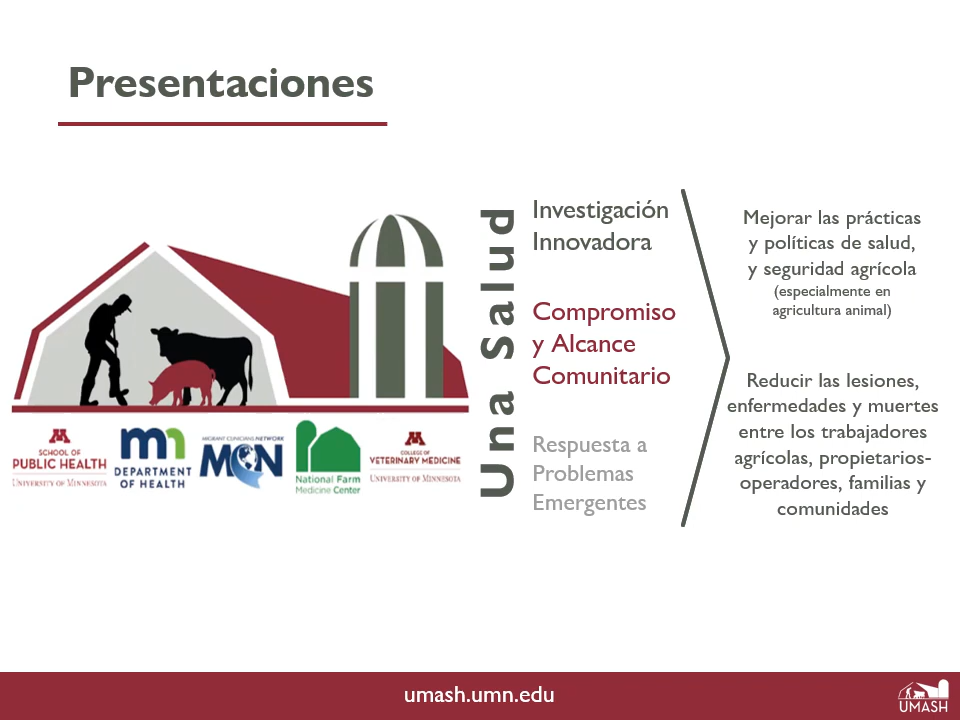 Presentaciones
SCHOOL OF
PUBLIC HEALTH
UNIVERSITY OF MINNESOTA
mn
DEPARTMENT
OF HEALTH
MIGRANT CLINICIANS NETWORK
MCN
National Farm
Medicine Center
COLLEGE OF
VETERINARY MEDICINE
UNIVERSITY OF MINNESOTA
Una Salud
Investigación
Innovadora
Compromiso
y Alcance
Comunitario
Respuesta a
Problemas
Emergentes
Mejorar las prácticas
y políticas de salud,
y seguridad agrícola
(especialmente en
agricultura animal)
Reducir las lesiones,
enfermedades y muertes
entre los trabajadores
agrícolas, propietarios-
operadores, familias y
comunidades
umash.umn.edu
UMASH